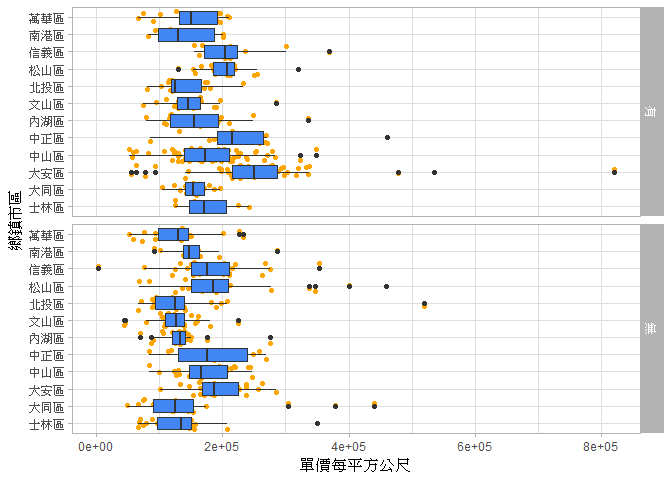 萬華區
南港區
信義區
松山區
北投區
文山區
內湖區
中正區
中山區
大安區
大同區
士林區
有
萬華區
南港區
信義區
松山區
北投區
文山區
內湖區
中正區
中山區
大安區
大同區
士林區
無
鄉鎮市區
0e+00 2e+05 4e+05 6e+05 8e+05
單價每平方公尺